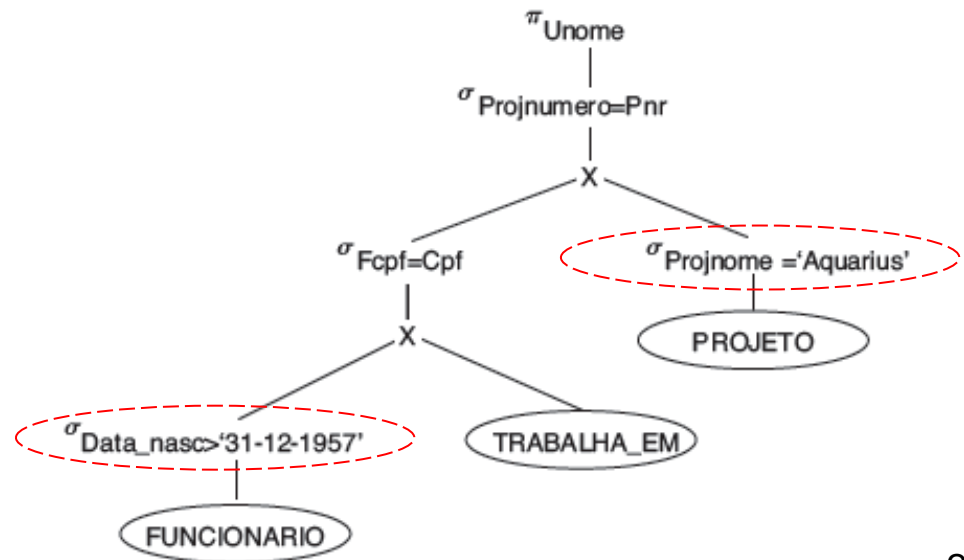 π Unome
σ Projnumero=Pnr
X
σ Fcpf=Cpf
σ Projnome =‘Aquarius’
X
PROJETO
σ Data_nasc>‘31-12-1957’
TRABALHA_EM
FUNCIONARIO